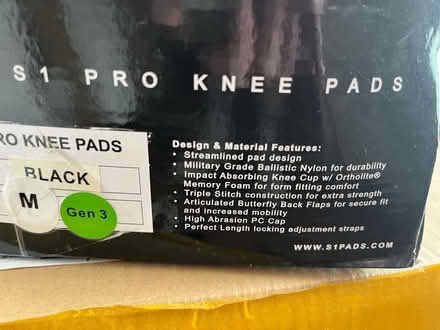 S1 PRO KNEE PADS
RO KNEE PADS
BLACK
M
Gen 3
Design & Material Features:
• Streamlined pad design
• Military Grade Ballistic Nylon for durability
• Impact Absorbing Knee Cup w/ Ortholite®
Memory Foam for form fitting comfort
• Triple Stitch construction for extra strength
• Articulated Butterfly Back Flaps for secure fit
and increased mobility
• High Abrasion PC Cap
• Perfect Length locking adjustment straps
WWW.S1PADS.COM